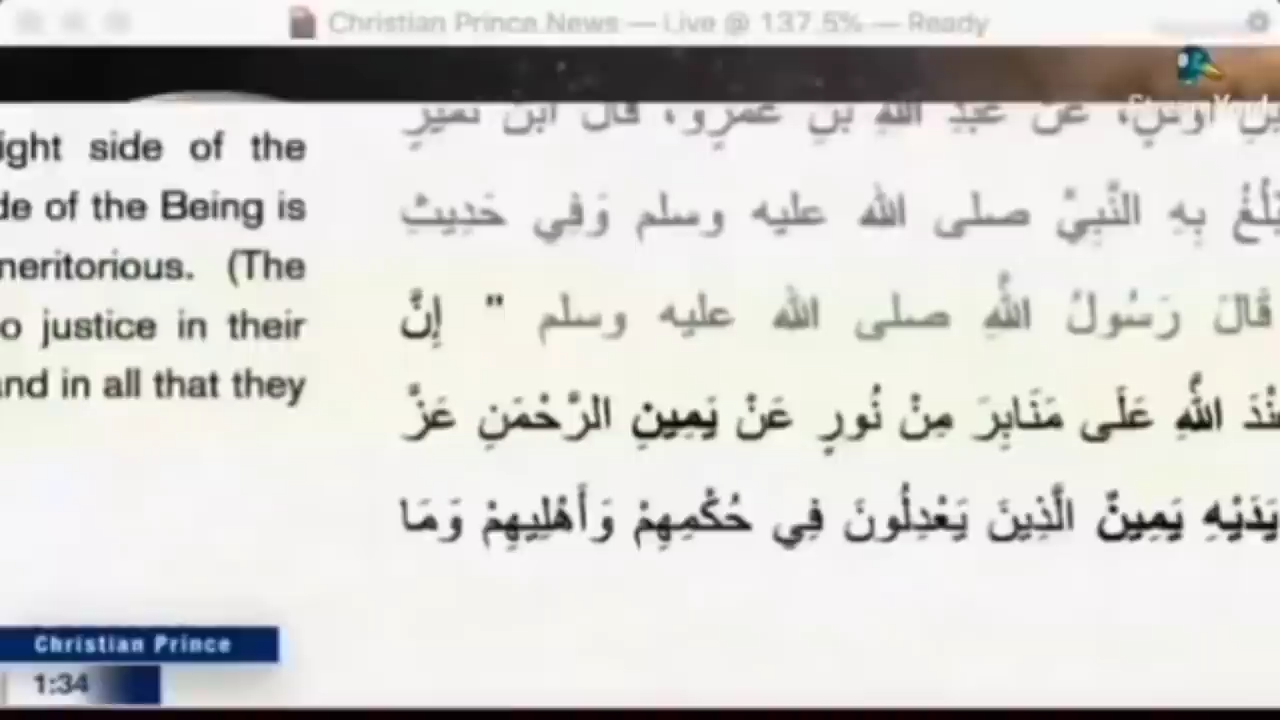 Christian Prince.News — Live @ 137.5% — Ready
ight side of the
de of the Being is
neritorious. (The
o justice in their
and in all that they
عَنْ عَبْدِ اللَّهِ بْنِ عَمْرٍو، قَالَ ابْنُ نُمَيْرٍ
بِهِ النَّبِيَّ صلى الله عليه وسلم وَفِي حَدِيثِ
قَالَ رَسُولُ اللَّهِ صلى الله عليه وسلم " إِنَّ
اللَّهِ عَلَى مَنَابِرَ مِنْ نُورٍ عَنْ يَمِينِ الرَّحْمَنِ عَزَّ
يَدَيْهِ يَمِينٌ الَّذِينَ يَعْدِلُونَ فِي حُكْمِهِمْ وَأَهْلِيهِمْ وَمَا
Christian Prince
1:34